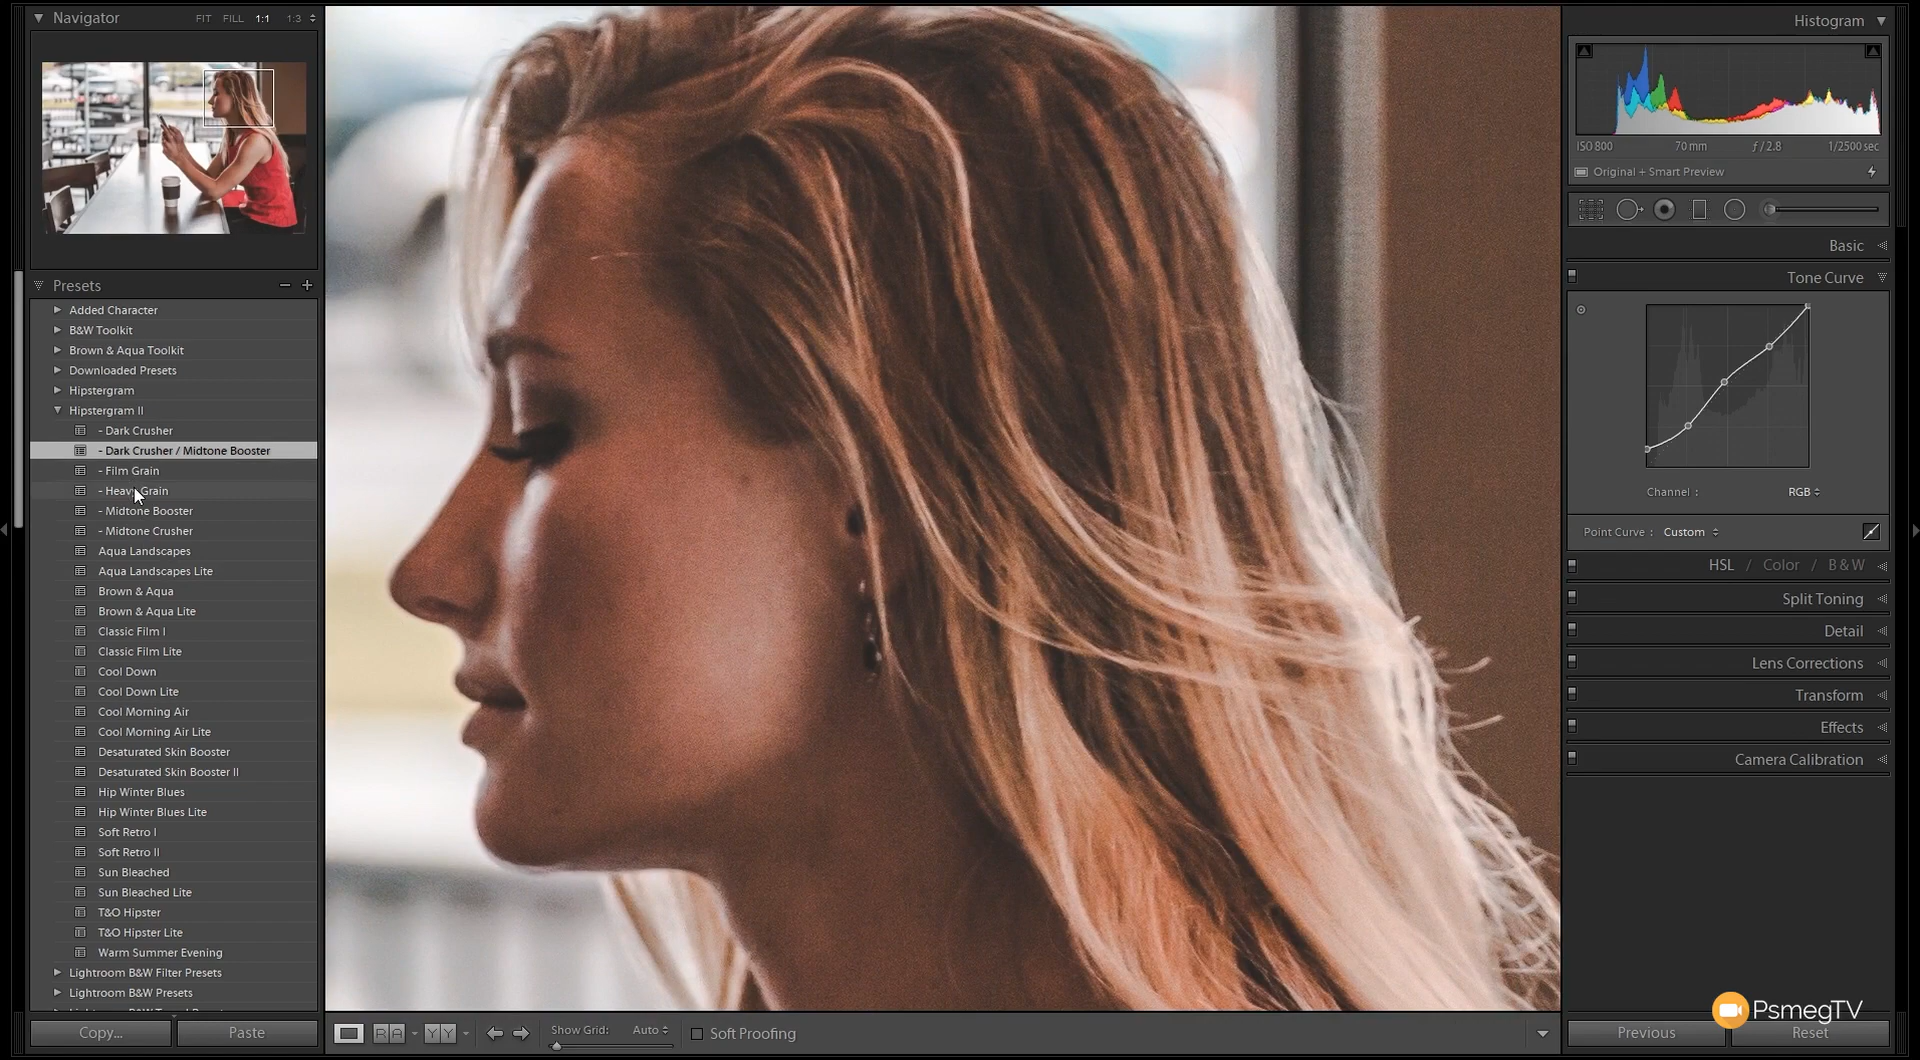 Navigator FIT FILL 1:1 1:3
Presets
Added Character
B&W Toolkit
Brown & Aqua Toolkit
Downloaded Presets
Hipstergram
Hipstergram II
- Dark Crusher
- Dark Crusher / Midtone Booster
- Film Grain
- Heavy Grain
- Midtone Booster
- Midtone Crusher
Aqua Landscapes
Aqua Landscapes Lite
Brown & Aqua
Brown & Aqua Lite
Classic Film I
Classic Film Lite
Cool Down
Cool Down Lite
Cool Morning Air
Cool Morning Air Lite
Desaturated Skin Booster
Desaturated Skin Booster II
Hip Winter Blues
Hip Winter Blues Lite
Soft Retro I
Soft Retro II
Sun Bleached
Sun Bleached Lite
T&O Hipster
T&O Hipster Lite
Warm Summer Evening
Lightroom B&W Filter Presets
Lightroom B&W Presets
Copy... Paste
R A Y Y Show Grid: Auto Soft Proofing
Histogram
ISO 800 70 mm ƒ / 2.8 1/2500 sec
Original + Smart Preview
Basic
Tone Curve
Channel : RGB
Point Curve : Custom
HSL / Color / B & W
Split Toning
Detail
Lens Corrections
Transform
Effects
Camera Calibration
PsmegTV
Previous Reset